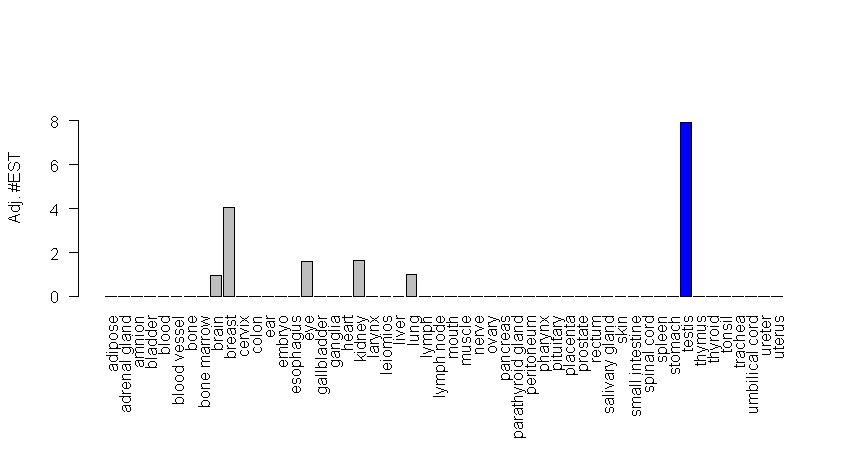 Adj. #EST
8
6
4
2
0
adipose
adrenal gland
amnion
bladder
blood
blood vessel
bone
bone marrow
brain
breast
cervix
colon
ear
embryo
esophagus
eye
gallbladder
ganglia
heart
kidney
larynx
leiomios
liver
lung
lymph
lymph node
mouth
muscle
nerve
ovary
pancreas
parathyroid gland
peritoneum
pharynx
pituitary
placenta
prostate
rectum
salivary gland
skin
small intestine
spinal cord
spleen
stomach
testis
thymus
thyroid
tonsil
trachea
umbilical cord
ureter
uterus